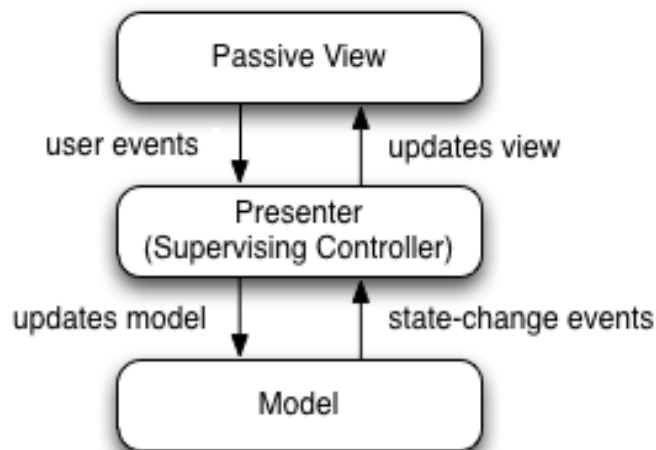 Passive View
user events
updates view
Presenter
(Supervising Controller)
updates model
state-change events
Model